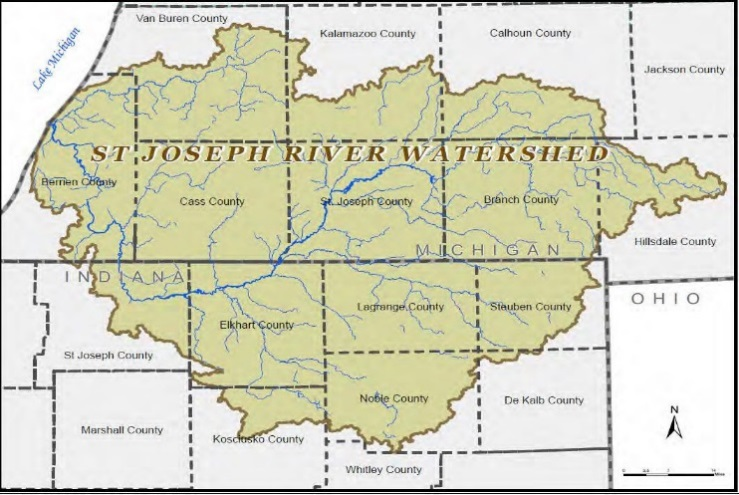 Van Buren County
Kalamazoo County
Calhoun County
Lake Michigan
Jackson County
ST JOSEPH RIVER WATERSHED
Berrien County
Cass County
St. Joseph County
Branch County
Hillsdale County
MICHIGAN
INDIANA
OHIO
Lagrange County
Steuben County
Elkhart County
St Joseph County
Noble County
De Kalb County
N
Marshall County
Kosciusko County
Whitley County